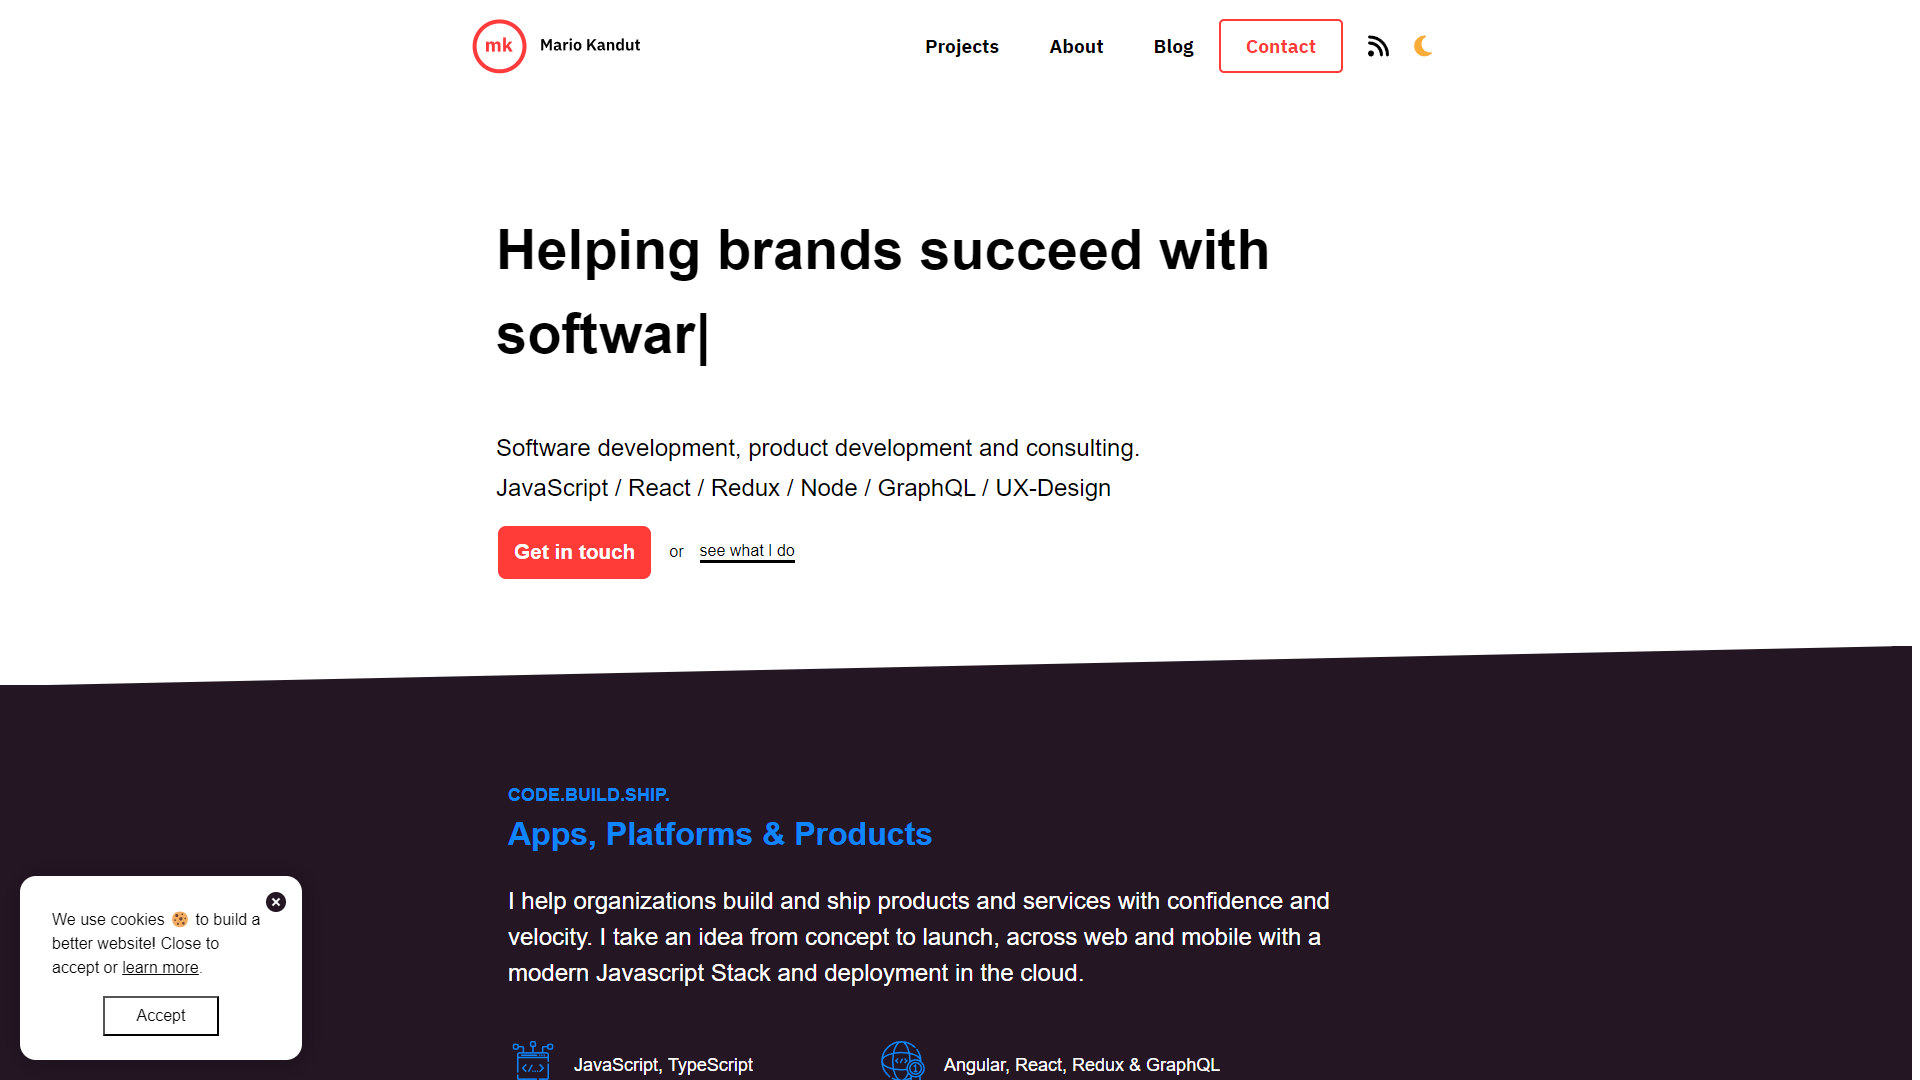 mk
Mario Kandut
Projects
About
Blog
Contact
Helping brands succeed with
softwar|
Software development, product development and consulting.
JavaScript / React / Redux / Node / GraphQL / UX-Design
Get in touch
or
see what I do
CODE.BUILD.SHIP.
Apps, Platforms & Products
I help organizations build and ship products and services with confidence and
velocity. I take an idea from concept to launch, across web and mobile with a
modern Javascript Stack and deployment in the cloud.
JavaScript, TypeScript
Angular, React, Redux & GraphQL
We use cookies 🍪 to build a
better website! Close to
accept or learn more.
Accept